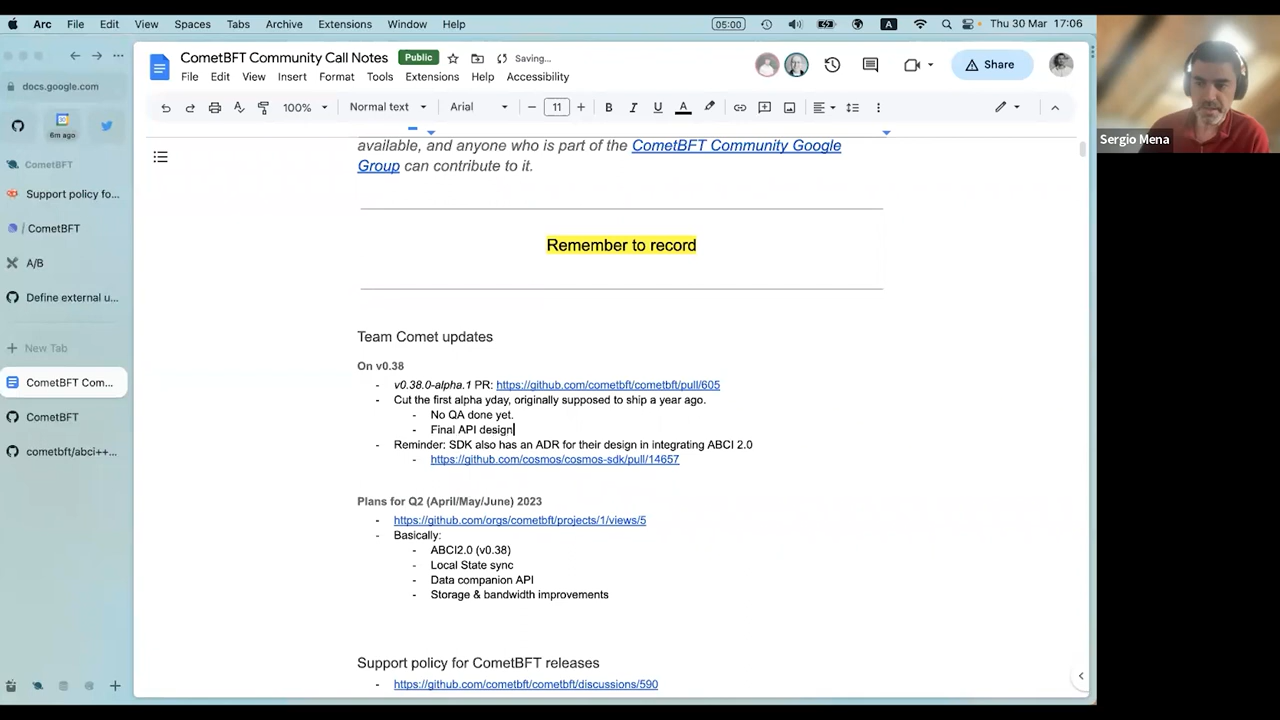 Arc File Edit View Spaces Tabs Archive Extensions Window Help 05:00 A Thu 30 Mar 17:06
docs.google.com
6m ago
CometBFT
Support policy fo...
/ CometBFT
A/B
Define external u...
New Tab
CometBFT Com...
CometBFT
cometbft/abci++...
CometBFT Community Call Notes Public Saving...
File Edit View Insert Format Tools Extensions Help Accessibility
Share
100% Normal text Arial 11 B I U A
available, and anyone who is part of the CometBFT Community Google
Group can contribute to it.
Remember to record
Team Comet updates
On v0.38
- v0.38.0-alpha.1 PR: https://github.com/cometbft/cometbft/pull/605
- Cut the first alpha yday, originally supposed to ship a year ago.
- No QA done yet.
- Final API design
- Reminder: SDK also has an ADR for their design in integrating ABCI 2.0
- https://github.com/cosmos/cosmos-sdk/pull/14657
Plans for Q2 (April/May/June) 2023
- https://github.com/orgs/cometbft/projects/1/views/5
- Basically:
- ABCI2.0 (v0.38)
- Local State sync
- Data companion API
- Storage & bandwidth improvements
Support policy for CometBFT releases
- https://github.com/cometbft/cometbft/discussions/590
Sergio Mena